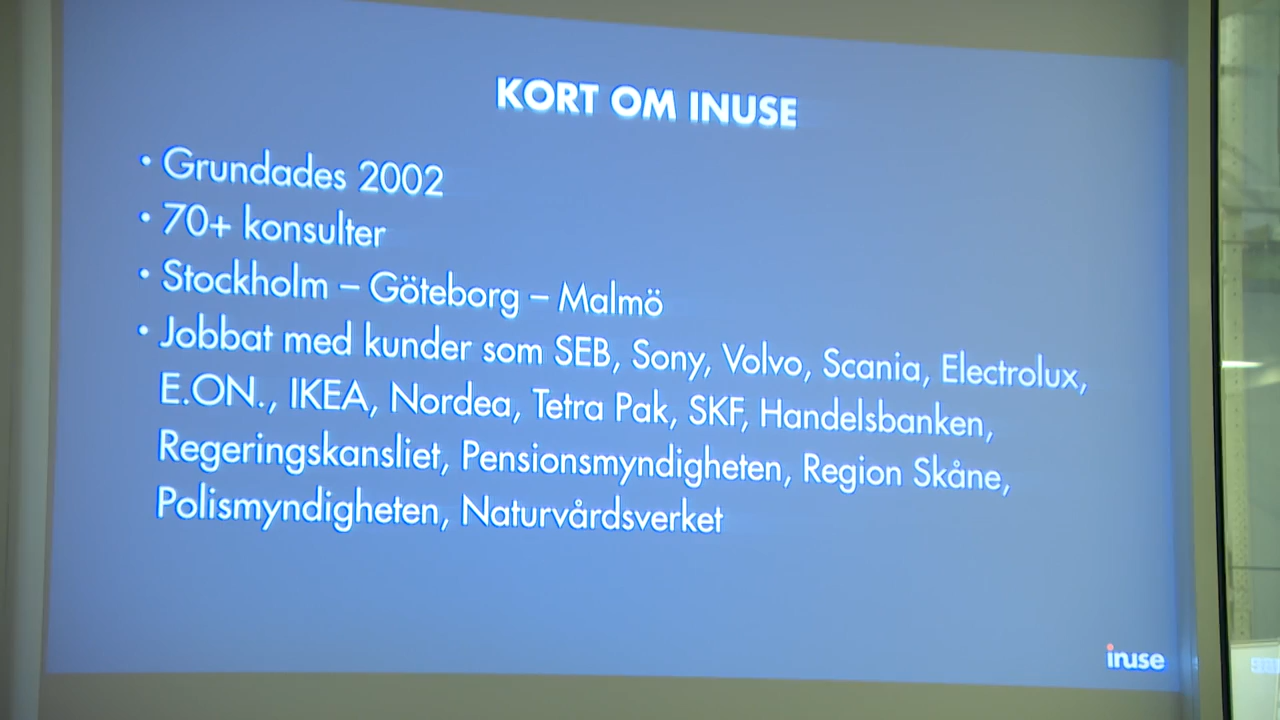 KORT OM INUSE
• Grundades 2002
• 70+ konsulter
• Stockholm – Göteborg – Malmö
• Jobbat med kunder som SEB, Sony, Volvo, Scania, Electrolux,
E.ON., IKEA, Nordea, Tetra Pak, SKF, Handelsbanken,
Regeringskansliet, Pensionsmyndigheten, Region Skåne,
Polismyndigheten, Naturvårdsverket
inuse